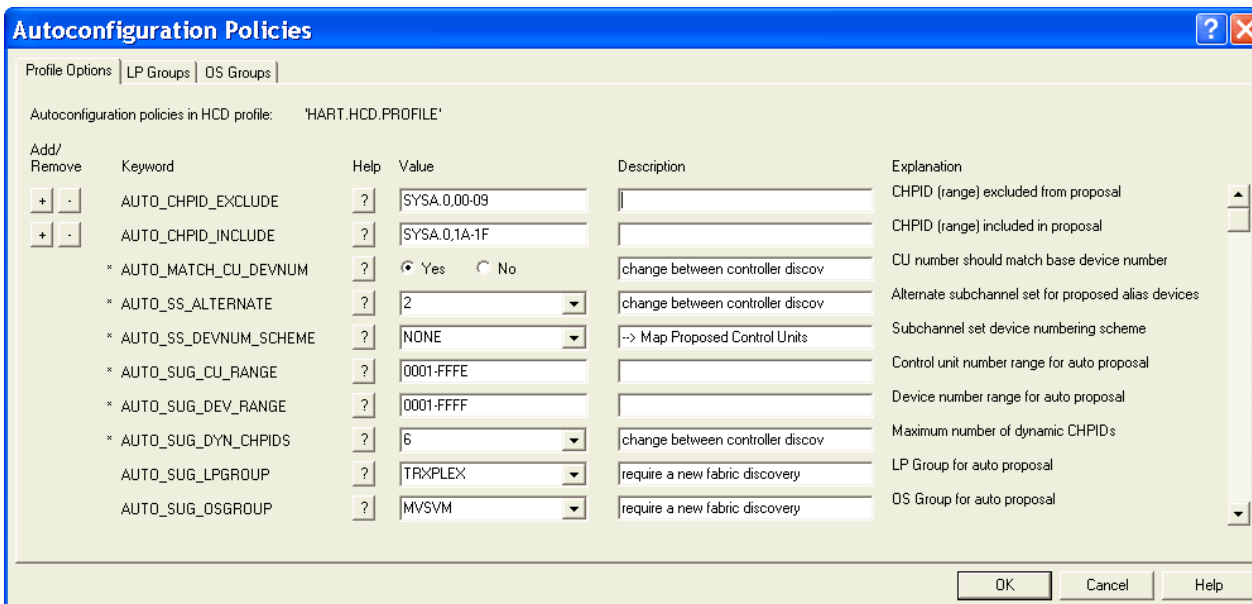 Autoconfiguration Policies ? X
Profile Options LP Groups OS Groups
Autoconfiguration policies in HCD profile: 'HART.HCD.PROFILE'
Add/
Remove Keyword Help Value Description Explanation
+ - AUTO_CHPID_EXCLUDE ? SYSA.0,00-09 CHPID (range) excluded from proposal
+ - AUTO_CHPID_INCLUDE ? SYSA.0,1A-1F CHPID (range) included in proposal
* AUTO_MATCH_CU_DEVNUM ? Yes No change between controller discov CU number should match base device number
* AUTO_SS_ALTERNATE ? 2 change between controller discov Alternate subchannel set for proposed alias devices
* AUTO_SS_DEVNUM_SCHEME ? NONE --> Map Proposed Control Units Subchannel set device numbering scheme
* AUTO_SUG_CU_RANGE ? 0001-FFFE Control unit number range for auto proposal
* AUTO_SUG_DEV_RANGE ? 0001-FFFF Device number range for auto proposal
* AUTO_SUG_DYN_CHPIDS ? 6 change between controller discov Maximum number of dynamic CHPIDs
AUTO_SUG_LPGROUP ? TRXPLEX require a new fabric discovery LP Group for auto proposal
AUTO_SUG_OSGROUP ? MVSVM require a new fabric discovery OS Group for auto proposal
OK Cancel Help